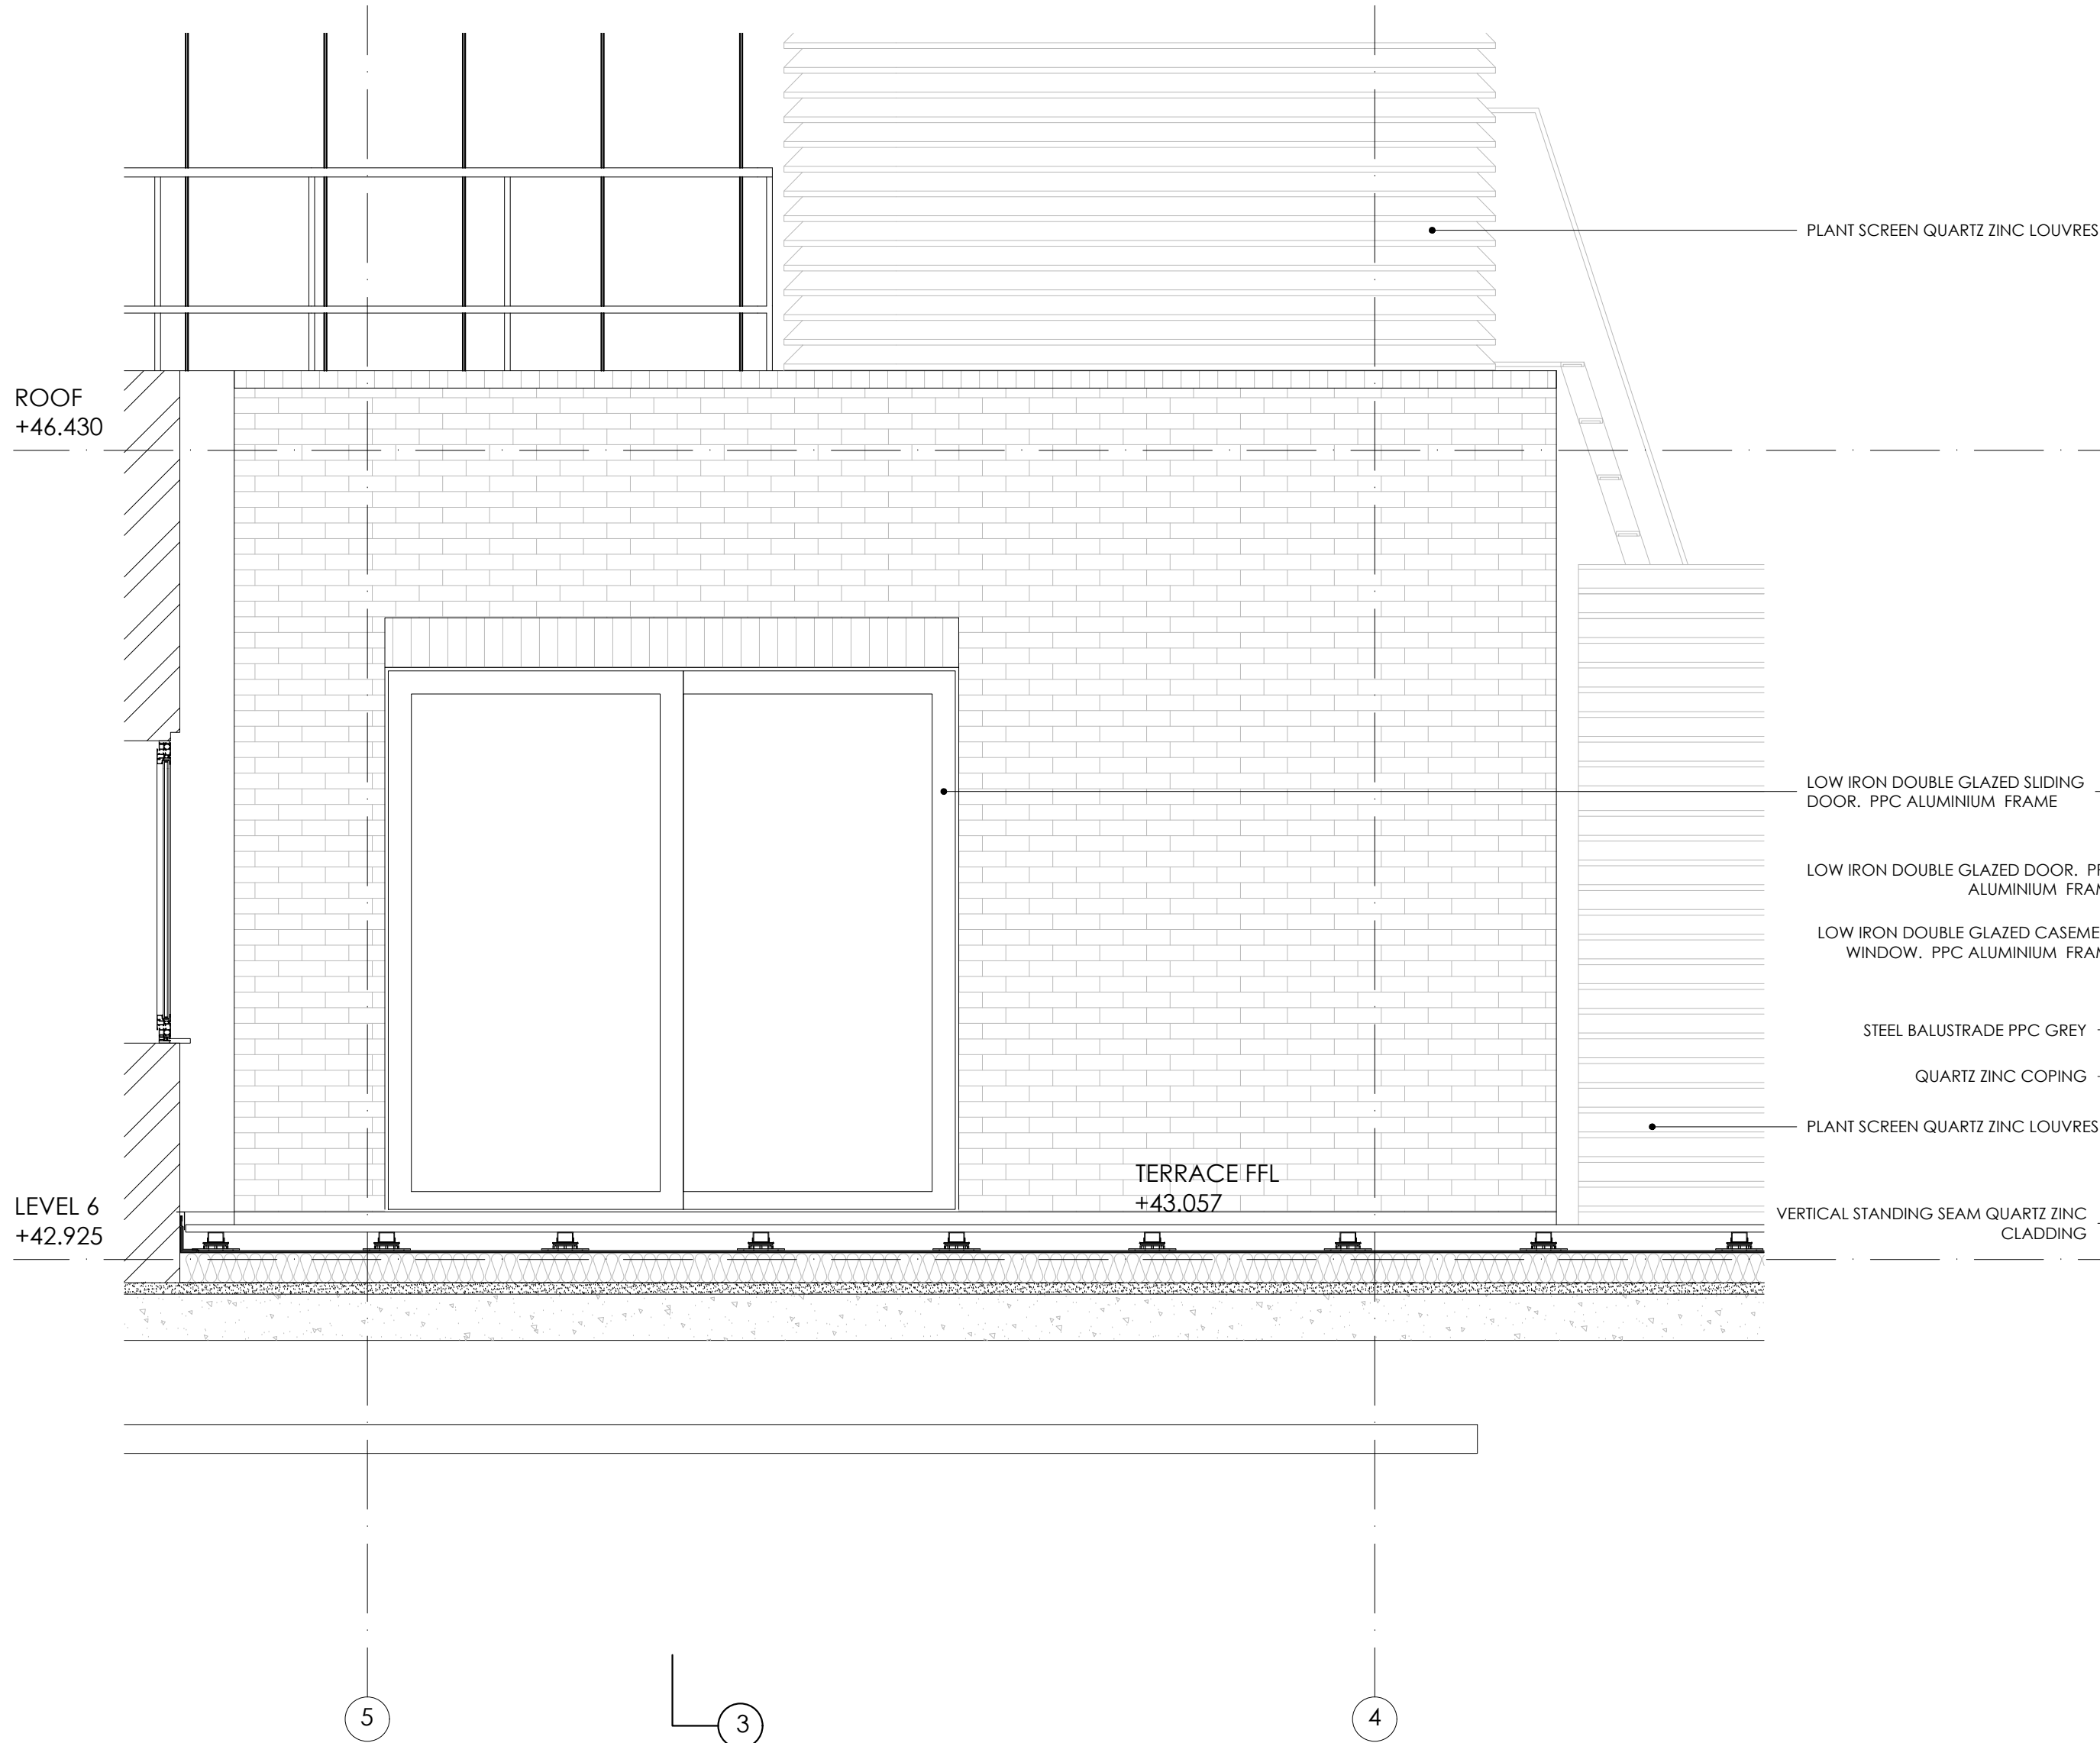 PLANT SCREEN QUARTZ ZINC LOUVRES
ROOF
+46.430
LOW IRON DOUBLE GLAZED SLIDING
DOOR. PPC ALUMINIUM FRAME
LOW IRON DOUBLE GLAZED DOOR.
ALUMINIUM
LOW IRON DOUBLE GLAZED
WINDOW. PPC ALUMINIUM
STEEL BALUSTRADE PPC GREY
QUARTZ ZINC COPING
PLANT SCREEN QUARTZ ZINC LOUVRES
TERRACE FFL
+43.057
LEVEL 6
+42.925
VERTICAL STANDING SEAM QUARTZ ZINC
CLADDING
5
3
4